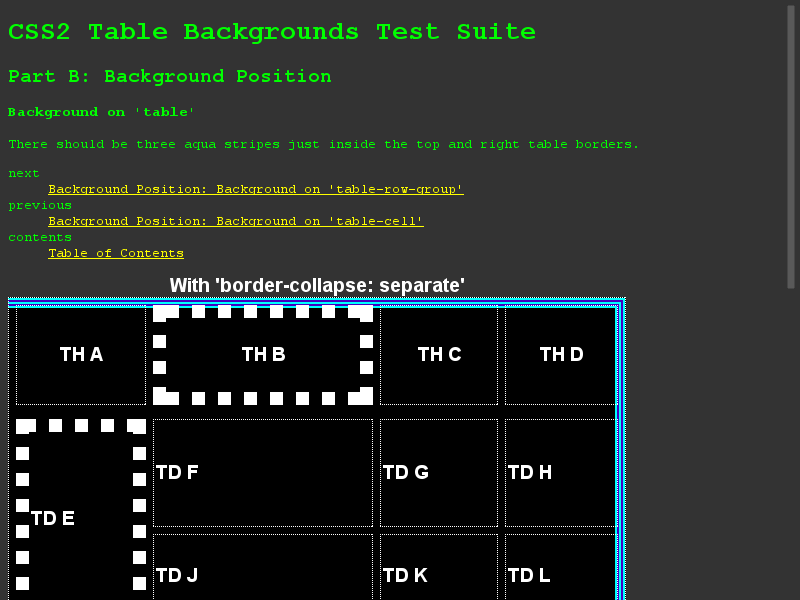 CSS2 Table Backgrounds Test Suite
Part B: Background Position
Background on 'table'
There should be three aqua stripes just inside the top and right table borders.
next
Background Position: Background on 'table-row-group'
previous
Background Position: Background on 'table-cell'
contents
Table of Contents
With 'border-collapse: separate'
TH A TH B TH C TH D
TD F TD G TD H
TD E
TD J TD K TD L